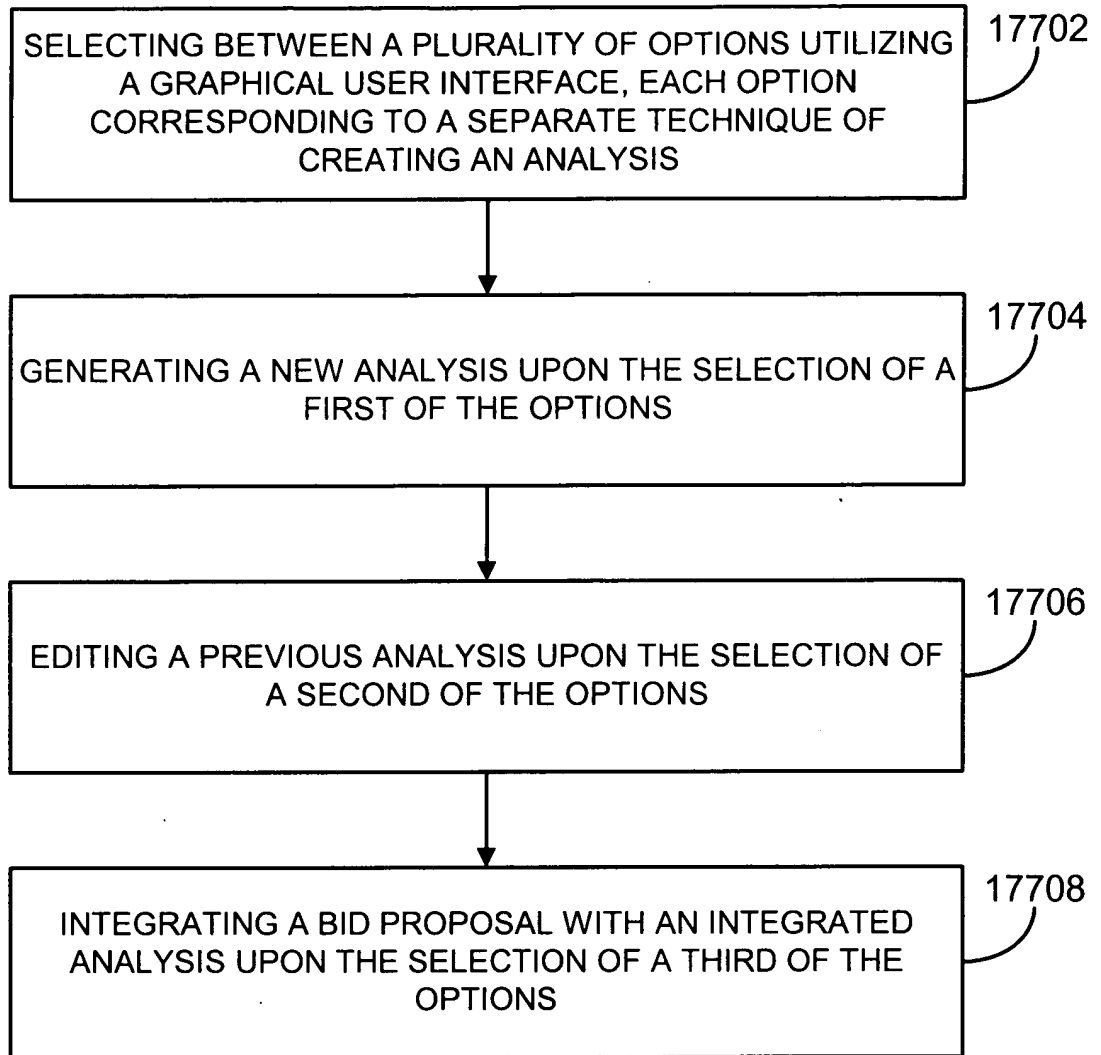 SELECTING BETWEEN A PLURALITY OF OPTIONS UTILIZING
A GRAPHICAL USER INTERFACE, EACH OPTION
CORRESPONDING TO A SEPARATE TECHNIQUE OF
CREATING AN ANALYSIS
17702
GENERATING A NEW ANALYSIS UPON THE SELECTION OF A
FIRST OF THE OPTIONS
17704
EDITING A PREVIOUS ANALYSIS UPON THE SELECTION OF
A SECOND OF THE OPTIONS
17706
INTEGRATING A BID PROPOSAL WITH AN INTEGRATED
ANALYSIS UPON THE SELECTION OF A THIRD OF THE
OPTIONS
17708